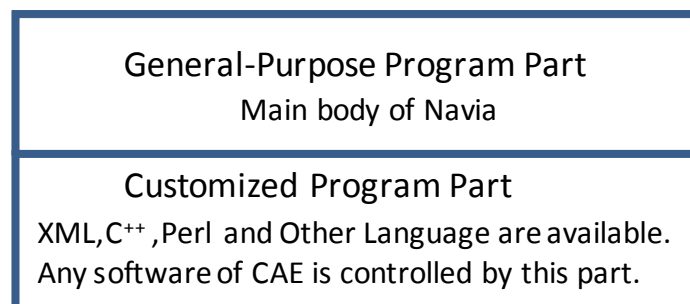 General-Purpose Program Part
Main body of Navia
Customized Program Part
XML,C⁺⁺ ,Perl and Other Language are available.
Any software of CAE is controlled by this part.